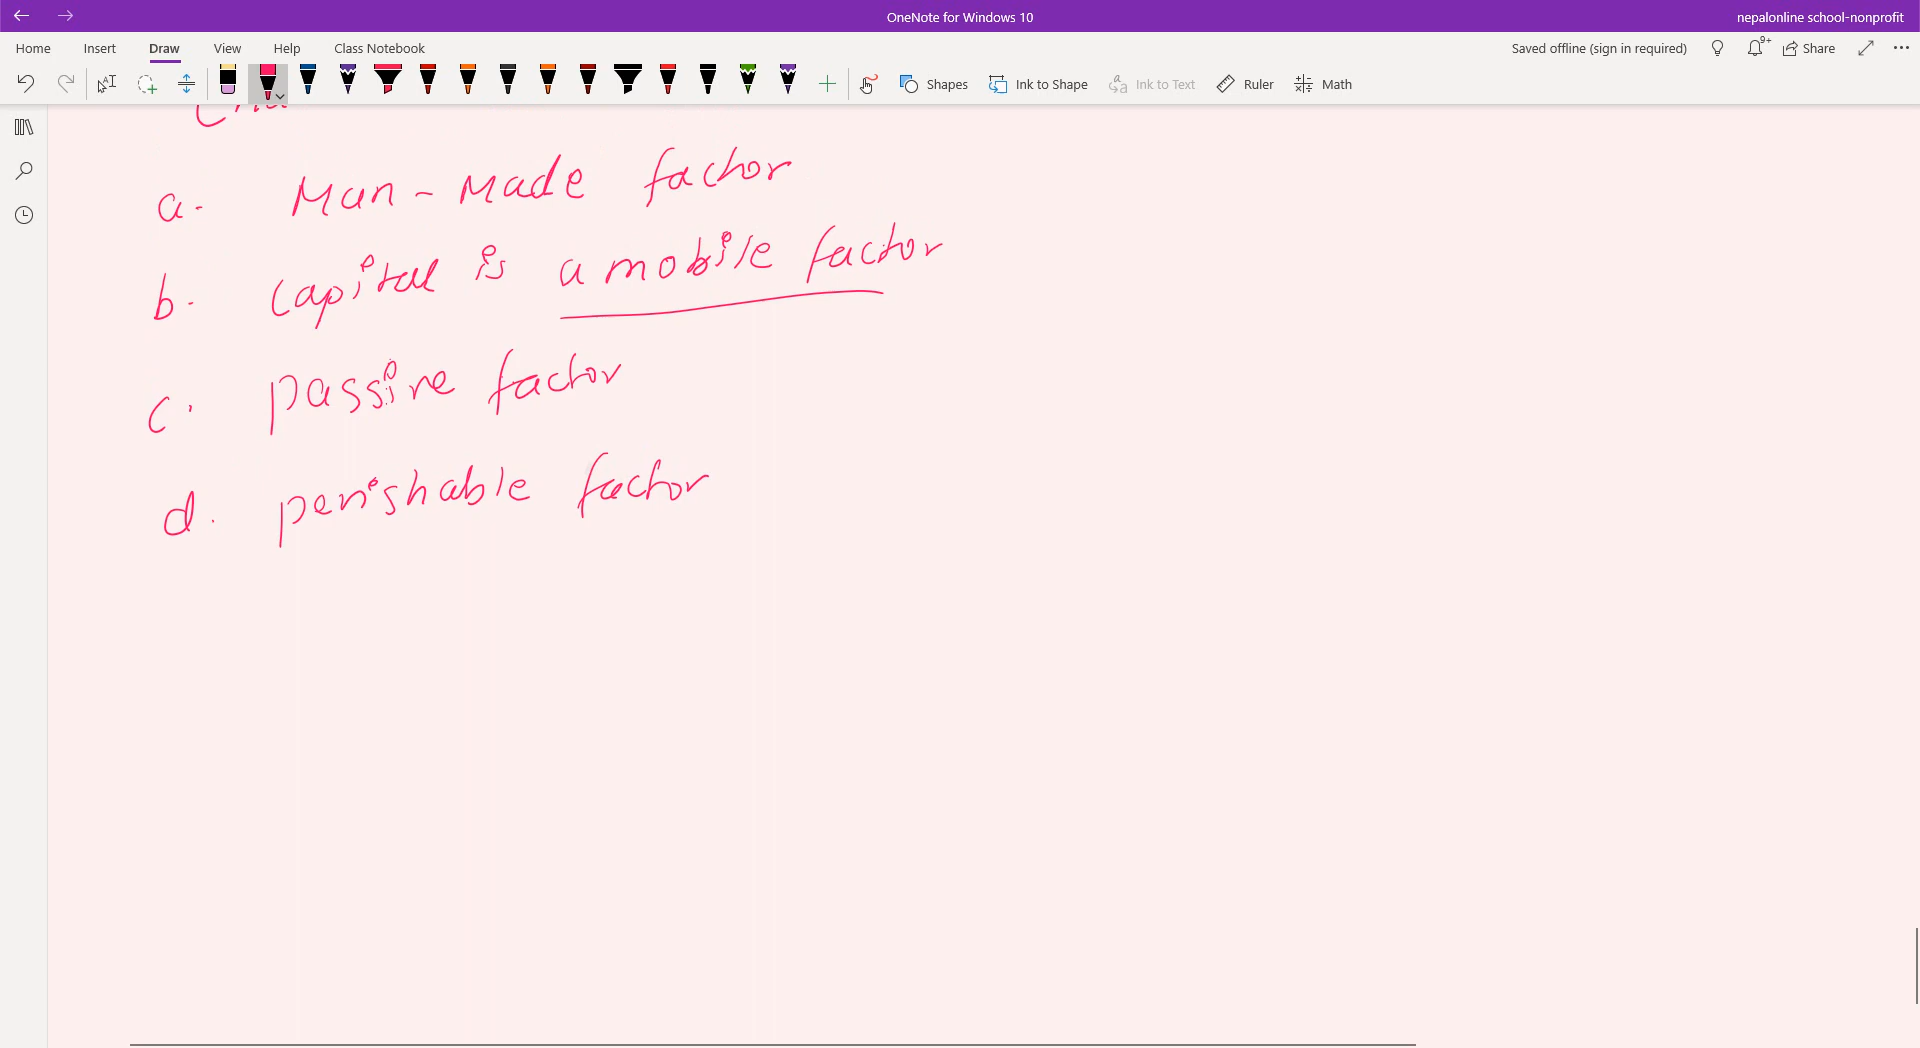 OneNote for Windows 10
nepalonline school-nonprofit
Home Insert Draw View Help Class Notebook
Saved offline (sign in required) 9+ Share
Shapes Ink to Shape Ink to Text Ruler Math
a. Man-Made factor
b. capital is a mobile factor
c. passive factor
d. perishable factor